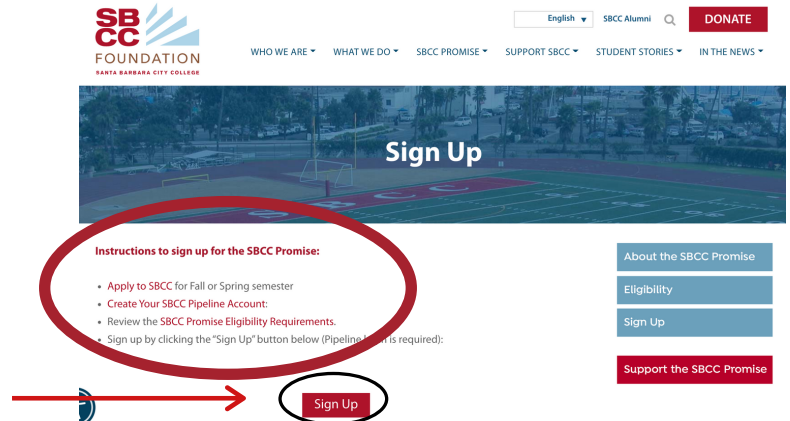 SB
CC
FOUNDATION
SANTA BARBARA CITY COLLEGE
English
SBCC Alumni
DONATE
WHO WE ARE
WHAT WE DO
SBCC PROMISE
SUPPORT SBCC
STUDENT STORIES
IN THE NEWS
Sign Up
SBCC
Instructions to sign up for the SBCC Promise:
• Apply to SBCC for Fall or Spring semester
• Create Your SBCC Pipeline Account:
• Review the SBCC Promise Eligibility Requirements.
• Sign up by clicking the "Sign Up" button below (Pipeline is required):
Sign Up
About the SBCC Promise
Eligibility
Sign Up
Support the SBCC Promise